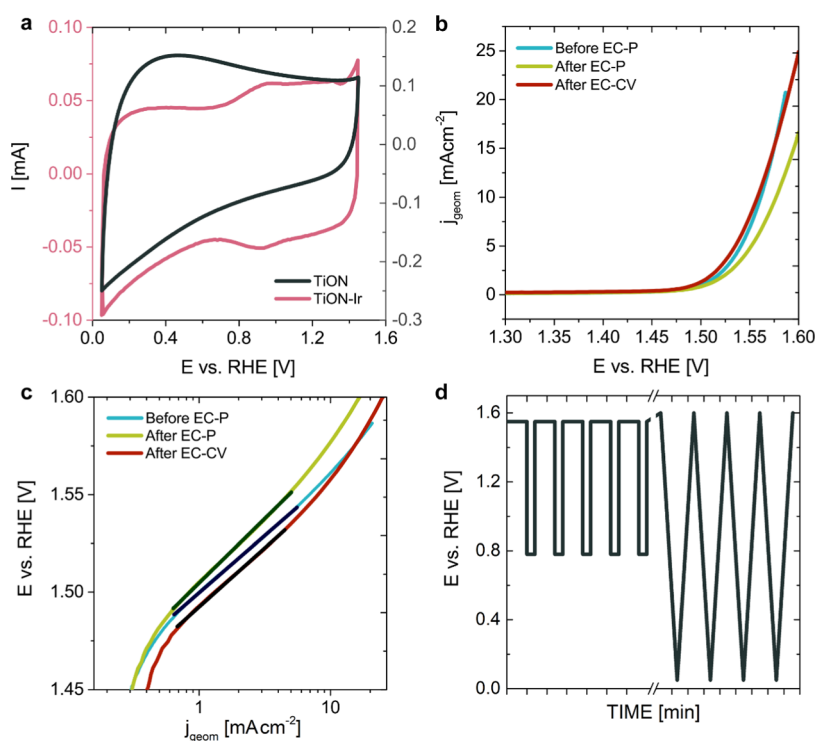 a
I [mA]
0.10
0.05
0.00
-0.05
-0.10
0.2
0.1
0.0
-0.1
-0.2
-0.3
TiON
TiON-Ir
0.0 0.4 0.8 1.2 1.6
E vs. RHE [V]
b
j_geom [mAcm⁻²]
25
20
15
10
5
0
Before EC-P
After EC-P
After EC-CV
1.30 1.35 1.40 1.45 1.50 1.55 1.60
E vs. RHE [V]
c
E vs. RHE [V]
1.60
1.55
1.50
1.45
Before EC-P
After EC-P
After EC-CV
1 10
j_geom [mAcm⁻²]
d
E vs. RHE [V]
1.6
1.2
0.8
0.4
0.0
TIME [min]